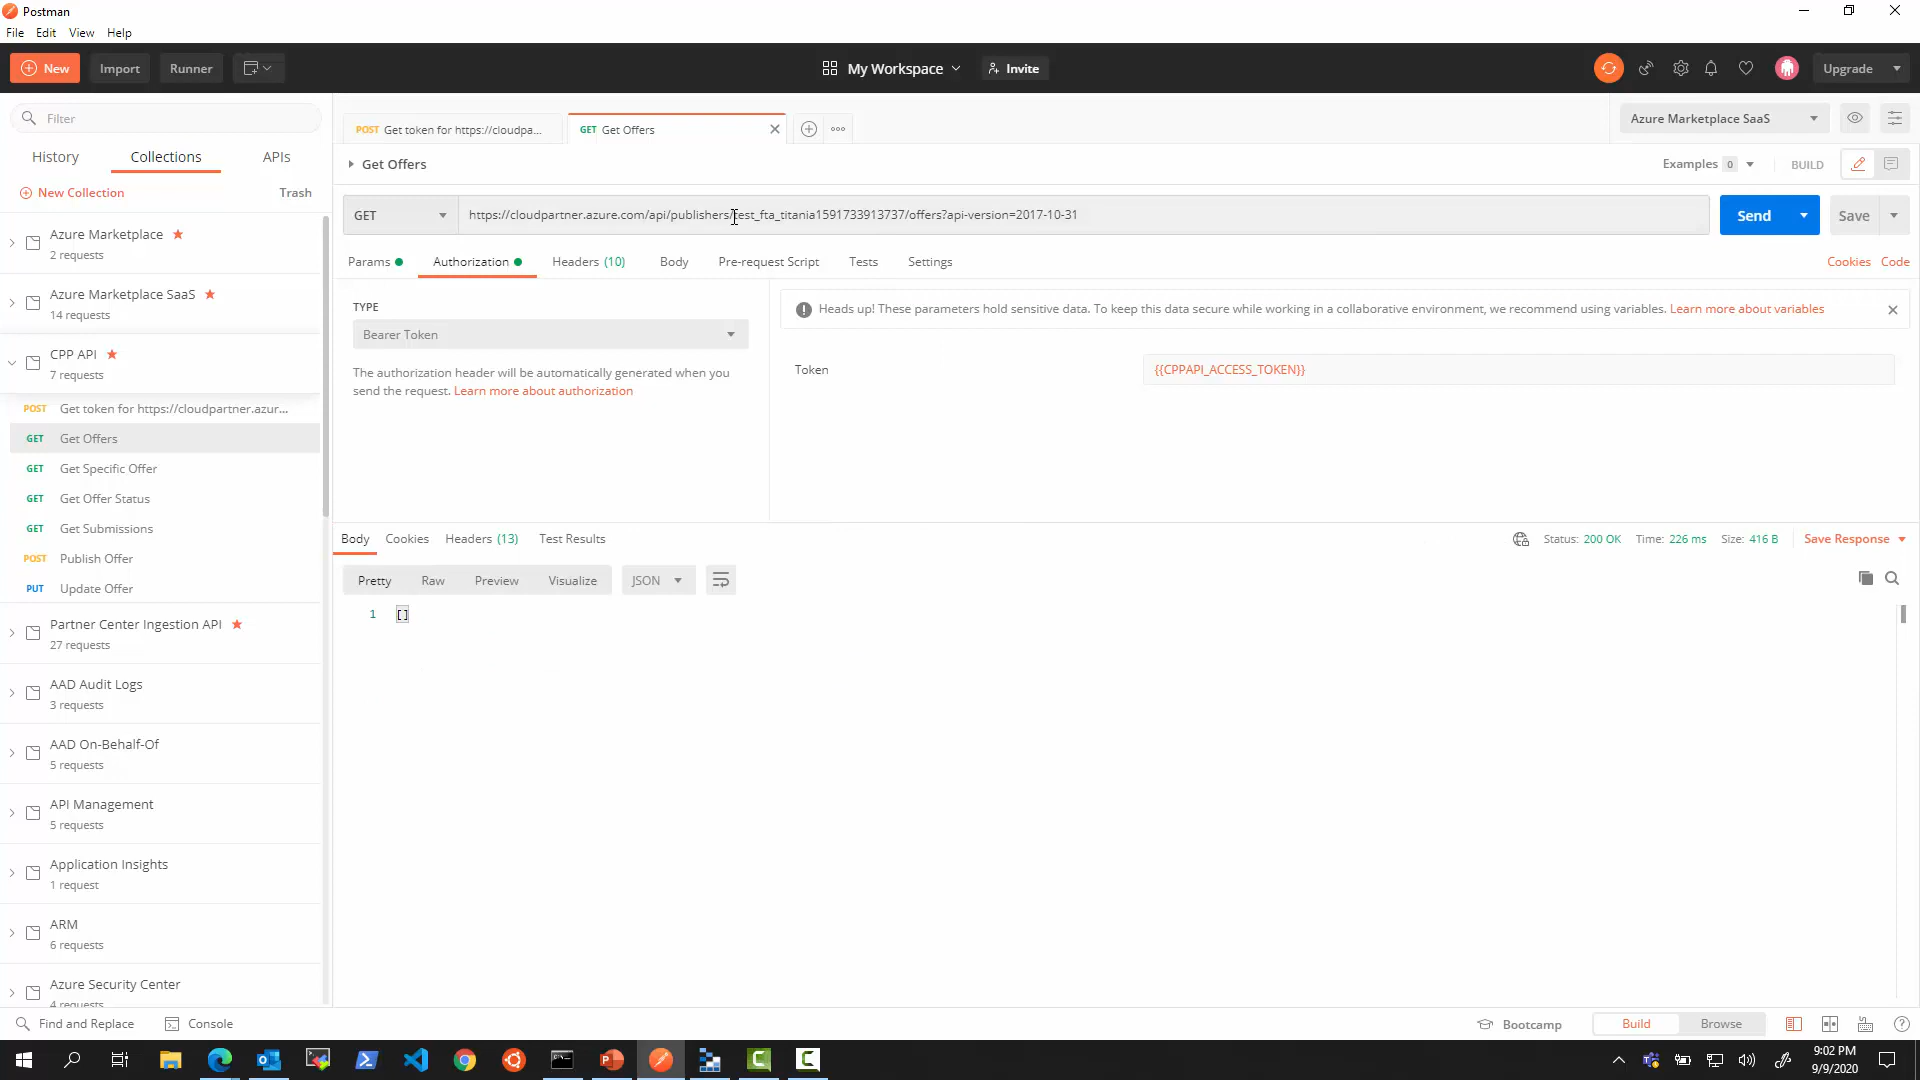 Postman
File Edit View Help
New Import Runner My Workspace Invite Upgrade
Filter
History Collections APIs
New Collection Trash
Azure Marketplace
2 requests
Azure Marketplace SaaS
14 requests
CPP API
7 requests
POST Get token for https://cloudpartner.azur...
GET Get Offers
GET Get Specific Offer
GET Get Offer Status
GET Get Submissions
POST Publish Offer
PUT Update Offer
Partner Center Ingestion API
27 requests
AAD Audit Logs
3 requests
AAD On-Behalf-Of
5 requests
API Management
5 requests
Application Insights
1 request
ARM
6 requests
Azure Security Center
4 requests
POST Get token for https://cloudpa... GET Get Offers
Azure Marketplace SaaS
Get Offers
Examples 0 BUILD
GET https://cloudpartner.azure.com/api/publishers/test_fta_titania1591733913737/offers?api-version=2017-10-31
Send Save
Params Authorization Headers (10) Body Pre-request Script Tests Settings
Cookies Code
TYPE
Bearer Token
The authorization header will be automatically generated when you
send the request. Learn more about authorization
Heads up! These parameters hold sensitive data. To keep this data secure while working in a collaborative environment, we recommend using variables. Learn more about variables
Token {{CPPAPI_ACCESS_TOKEN}}
Body Cookies Headers (13) Test Results
Status: 200 OK Time: 226 ms Size: 416 B Save Response
Pretty Raw Preview Visualize JSON
1 []
Find and Replace Console
Bootcamp Build Browse
9:02 PM
9/9/2020